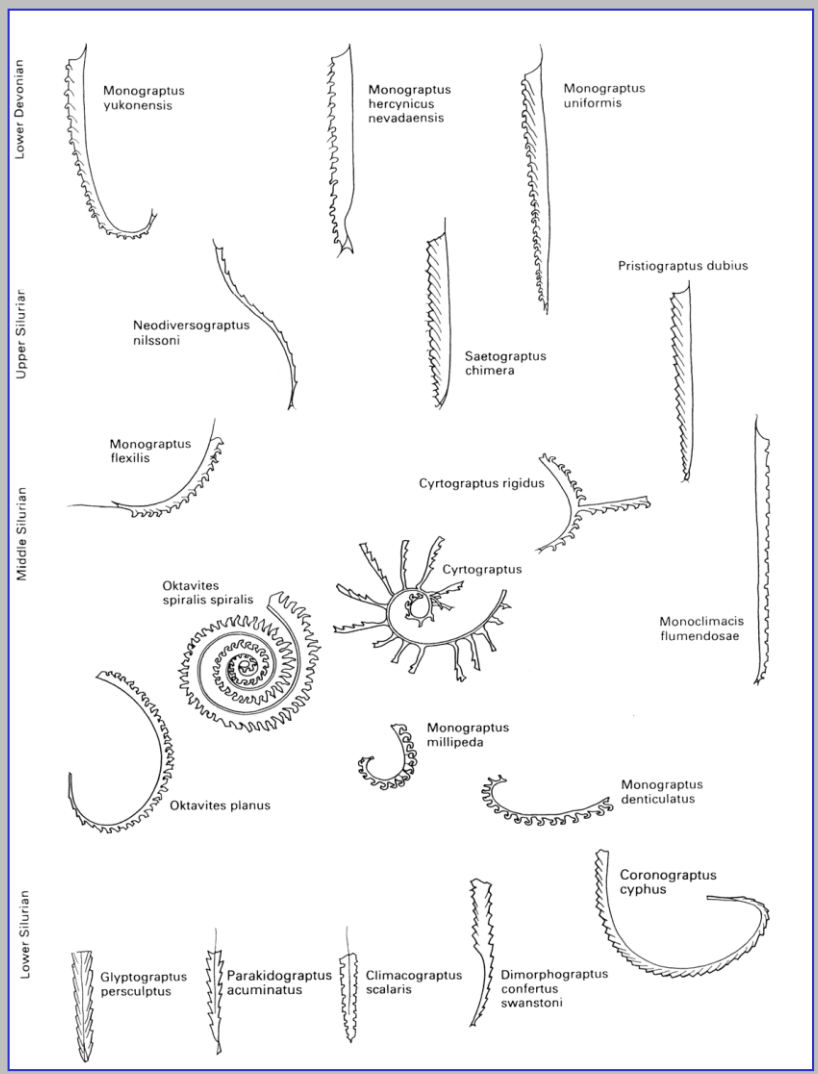 Lower Devonian
Monograptus
yukonensis
Monograptus
hercynicus
nevadaensis
Monograptus
uniformis
Upper Silurian
Pristiograptus dubius
Neodiversograptus
nilssoni
Saetograptus
chimera
Middle Silurian
Monograptus
flexilis
Cyrtograptus rigidus
Cyrtograptus
Oktavites
spiralis spiralis
Monoclimacis
flumendosae
Monograptus
millipeda
Oktavites planus
Monograptus
denticulatus
Lower Silurian
Coronograptus
cyphus
Glyptograptus
persculptus
Parakidograptus
acuminatus
Climacograptus
scalaris
Dimorphograptus
confertus
swanstoni